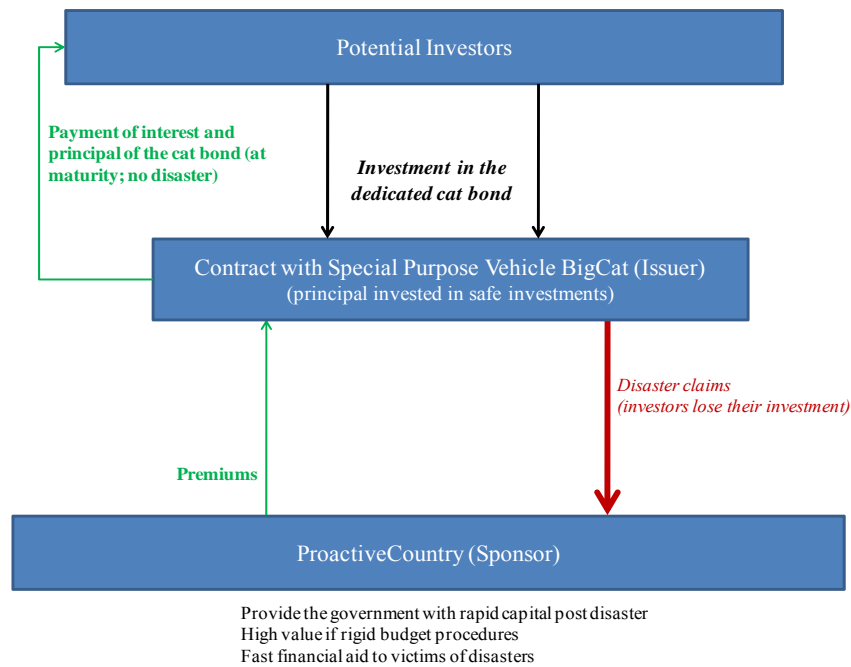 Potential Investors
Payment of interest and
principal of the cat bond (at
maturity; no disaster)
Investment in the
dedicated cat bond
Contract with Special Purpose Vehicle BigCat (Issuer)
(principal invested in safe investments)
Disaster claims
(investors lose their investment)
Premiums
ProactiveCountry (Sponsor)
Provide the government with rapid capital post disaster
High value if rigid budget procedures
Fast financial aid to victims of disasters